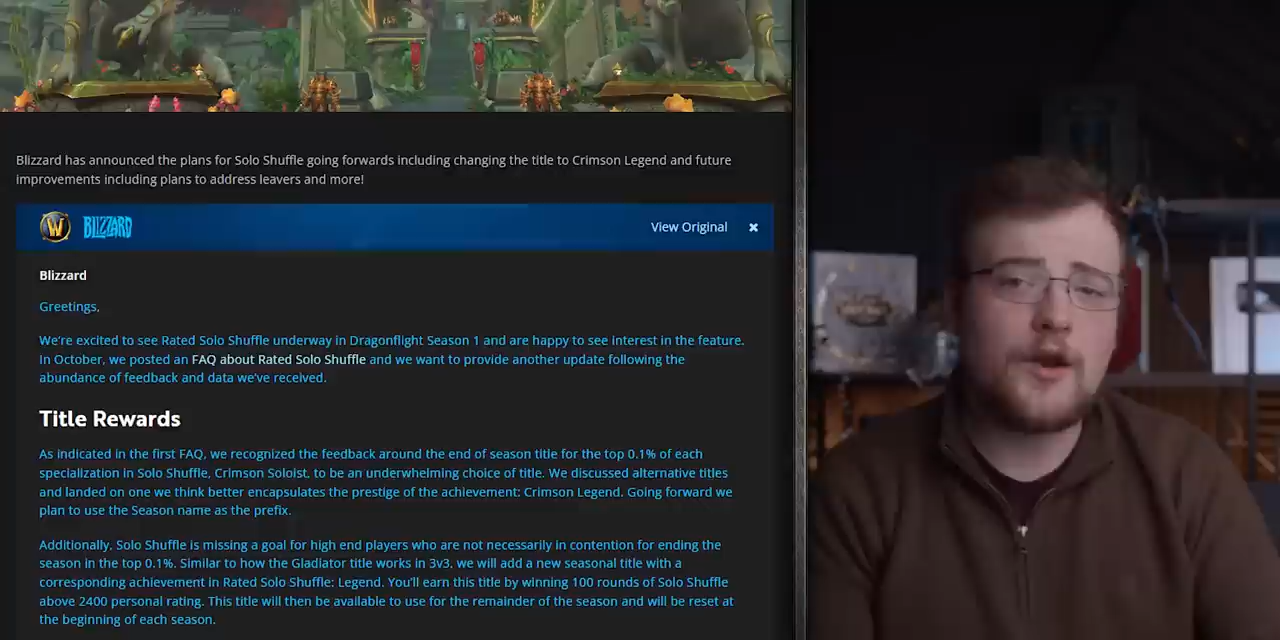 Blizzard has announced the plans for Solo Shuffle going forwards including changing the title to Crimson Legend and future
improvements including plans to address leavers and more!
W BLIZZARD View Original ✖
Blizzard
Greetings,
We're excited to see Rated Solo Shuffle underway in Dragonflight Season 1 and are happy to see interest in the feature.
In October, we posted an FAQ about Rated Solo Shuffle and we want to provide another update following the
abundance of feedback and data we've received.
Title Rewards
As indicated in the first FAQ, we recognized the feedback around the end of season title for the top 0.1% of each
specialization in Solo Shuffle, Crimson Soloist, to be an underwhelming choice of title. We discussed alternative titles
and landed on one we think better encapsulates the prestige of the achievement: Crimson Legend. Going forward we
plan to use the Season name as the prefix.
Additionally, Solo Shuffle is missing a goal for high end players who are not necessarily in contention for ending the
season in the top 0.1%. Similar to how the Gladiator title works in 3v3, we will add a new seasonal title with a
corresponding achievement in Rated Solo Shuffle: Legend. You'll earn this title by winning 100 rounds of Solo Shuffle
above 2400 personal rating. This title will then be available to use for the remainder of the season and will be reset at
the beginning of each season.